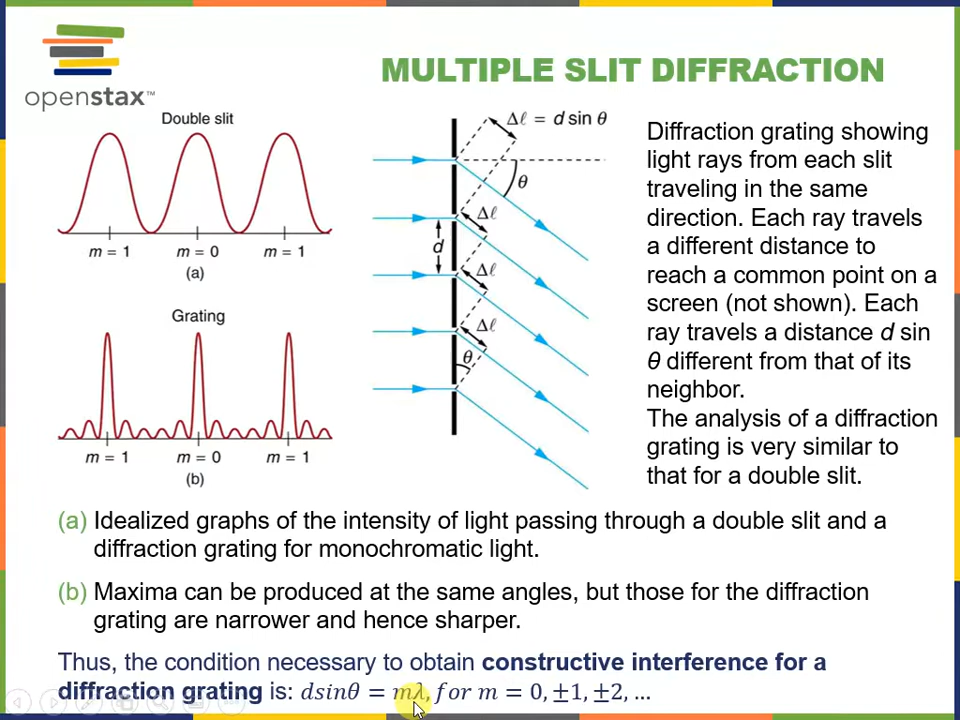 openstax™
MULTIPLE SLIT DIFFRACTION
Double slit
m = 1 m = 0 m = 1
(a)
Grating
m = 1 m = 0 m = 1
(b)
Δℓ = d sin θ
θ
Δℓ
d
Δℓ
Δℓ
θ
Diffraction grating showing
light rays from each slit
traveling in the same
direction. Each ray travels
a different distance to
reach a common point on a
screen (not shown). Each
ray travels a distance d sin
θ different from that of its
neighbor.
The analysis of a diffraction
grating is very similar to
that for a double slit.
(a) Idealized graphs of the intensity of light passing through a double slit and a
diffraction grating for monochromatic light.
(b) Maxima can be produced at the same angles, but those for the diffraction
grating are narrower and hence sharper.
Thus, the condition necessary to obtain constructive interference for a
diffraction grating is: dsinθ = mλ, for m = 0, ±1, ±2, …